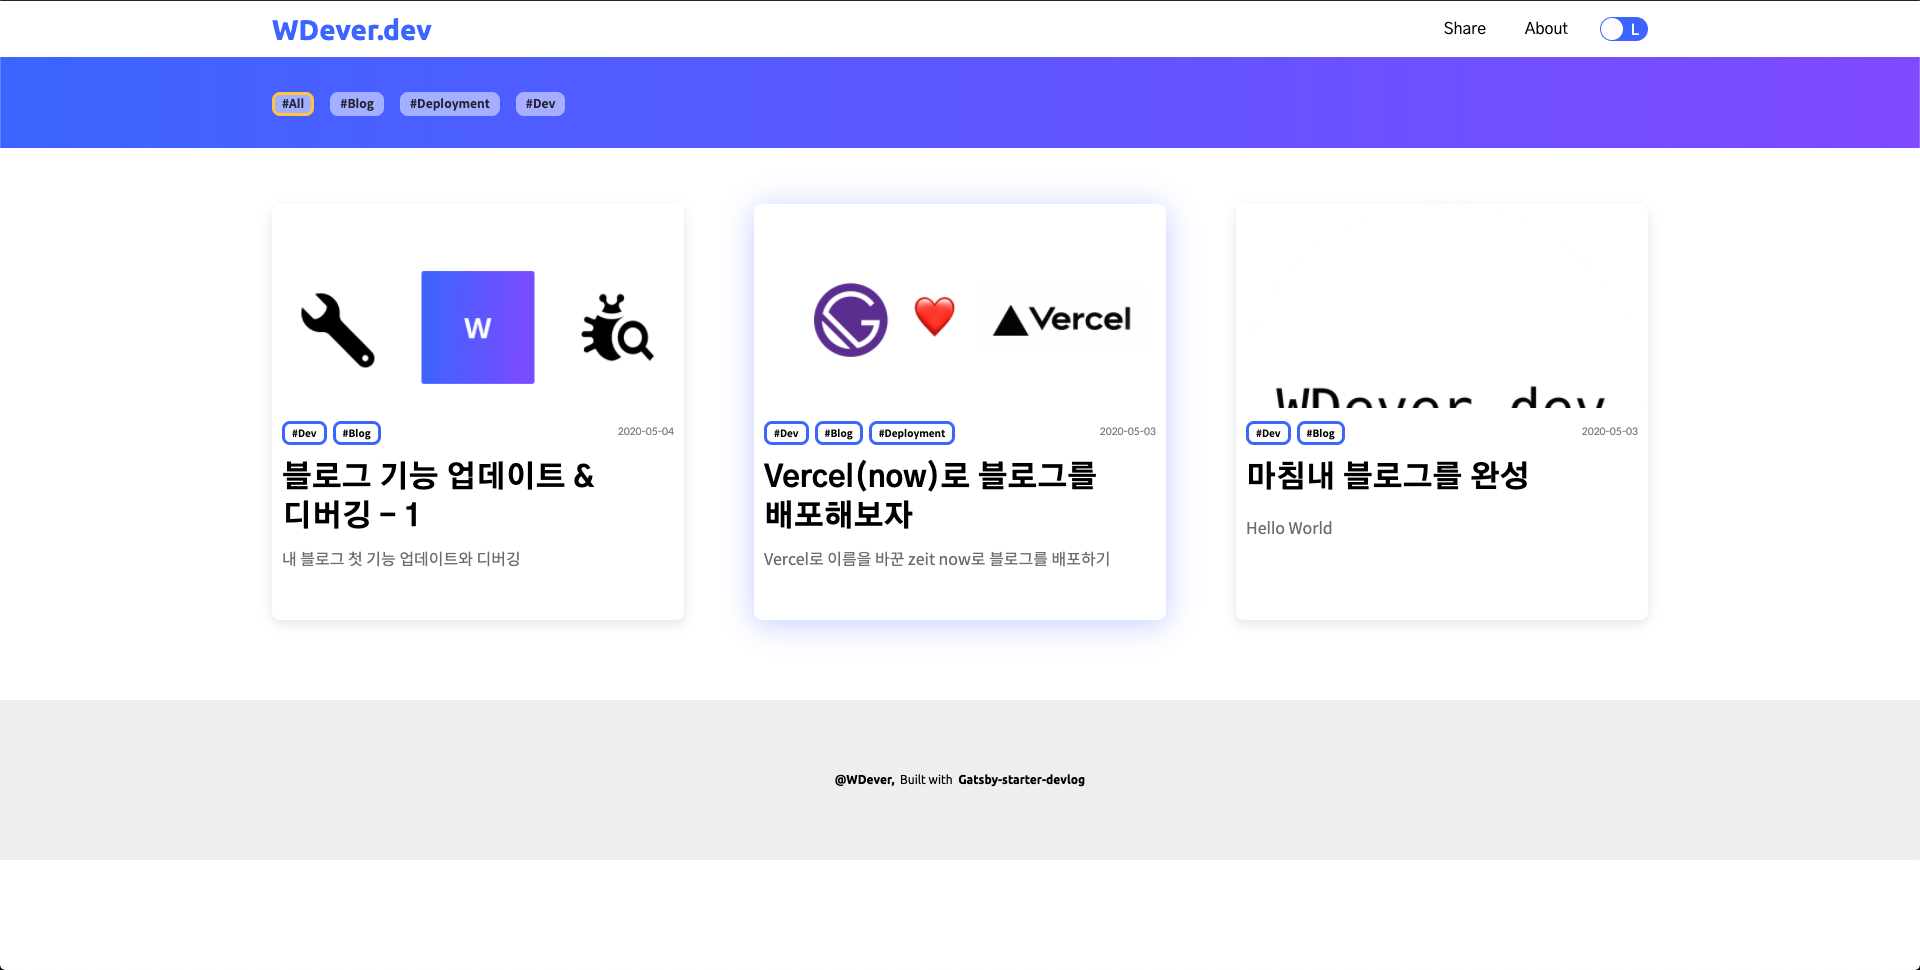 WDever.dev
Share About L
#All #Blog #Deployment #Dev
W
Vercel
WDever dev
#Dev #Blog 2020-05-04
블로그 기능 업데이트 &
디버깅 - 1
내 블로그 첫 기능 업데이트와 디버깅
#Dev #Blog #Deployment 2020-05-03
Vercel(now)로 블로그를
배포해보자
Vercel로 이름을 바꾼 zeit now로 블로그를 배포하기
#Dev #Blog 2020-05-03
마침내 블로그를 완성
Hello World
@WDever, Built with Gatsby-starter-devlog